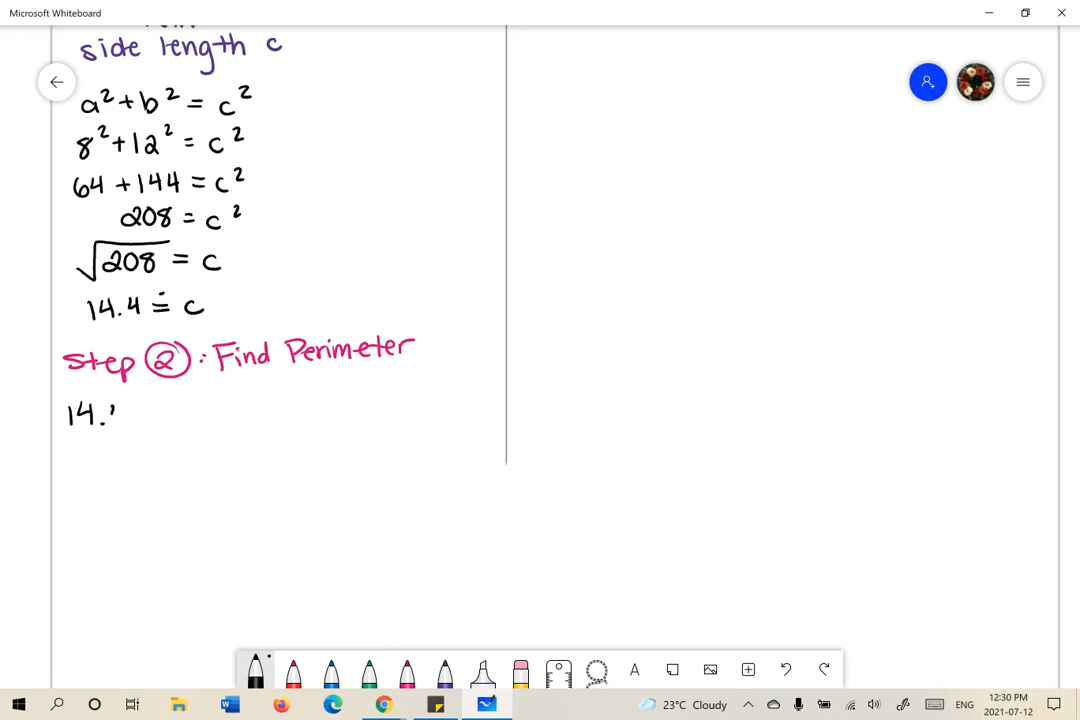 Microsoft Whiteboard
side length c
a² + b² = c²
8² + 12² = c²
64 + 144 = c²
208 = c²
√208 = c
14.4 ≐ c
Step ② : Find Perimeter
14.
A
23°C Cloudy
ENG
12:30 PM
2021-07-12